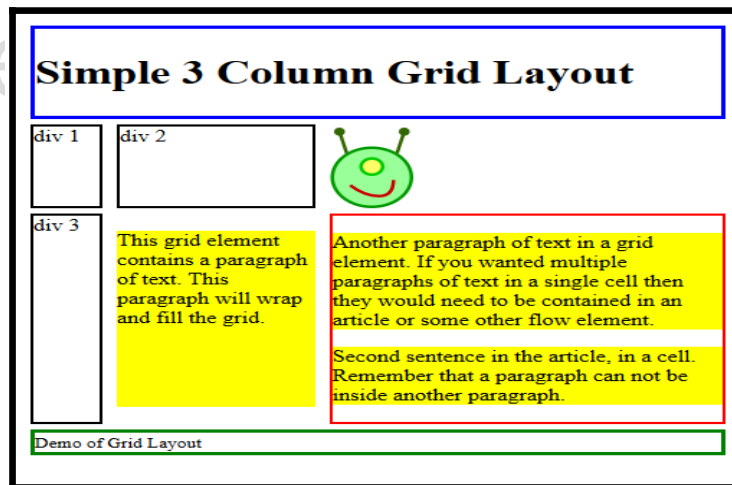 Simple 3 Column Grid Layout
div 1
div 2
div 3
This grid element
contains a paragraph
of text. This
paragraph will wrap
and fill the grid.
Another paragraph of text in a grid
element. If you wanted multiple
paragraphs of text in a single cell then
they would need to be contained in an
article or some other flow element.
Second sentence in the article, in a cell.
Remember that a paragraph can not be
inside another paragraph.
Demo of Grid Layout